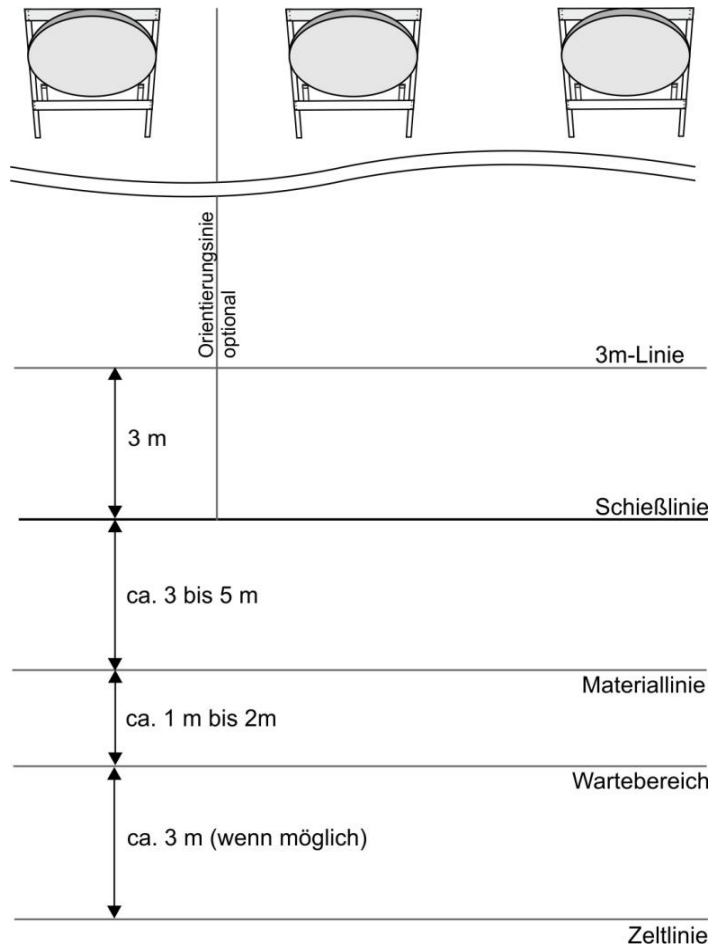 Orientierungsinie
optional
3m-Linie
3 m
Schießlinie
ca. 3 bis 5 m
Materiallinie
ca. 1 m bis 2m
Wartebereich
ca. 3 m (wenn möglich)
Zeltlinie